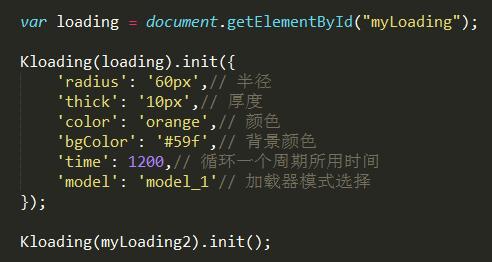 var loading = document.getElementById("myLoading");
Kloading(loading).init({
'radius': '60px',// 半径
'thick': '10px',// 厚度
'color': 'orange',// 颜色
'bgColor': '#59f',// 背景颜色
'time': 1200,// 循环一个周期所用时间
'model': 'model_1'// 加载器模式选择
});
Kloading(myLoading2).init();